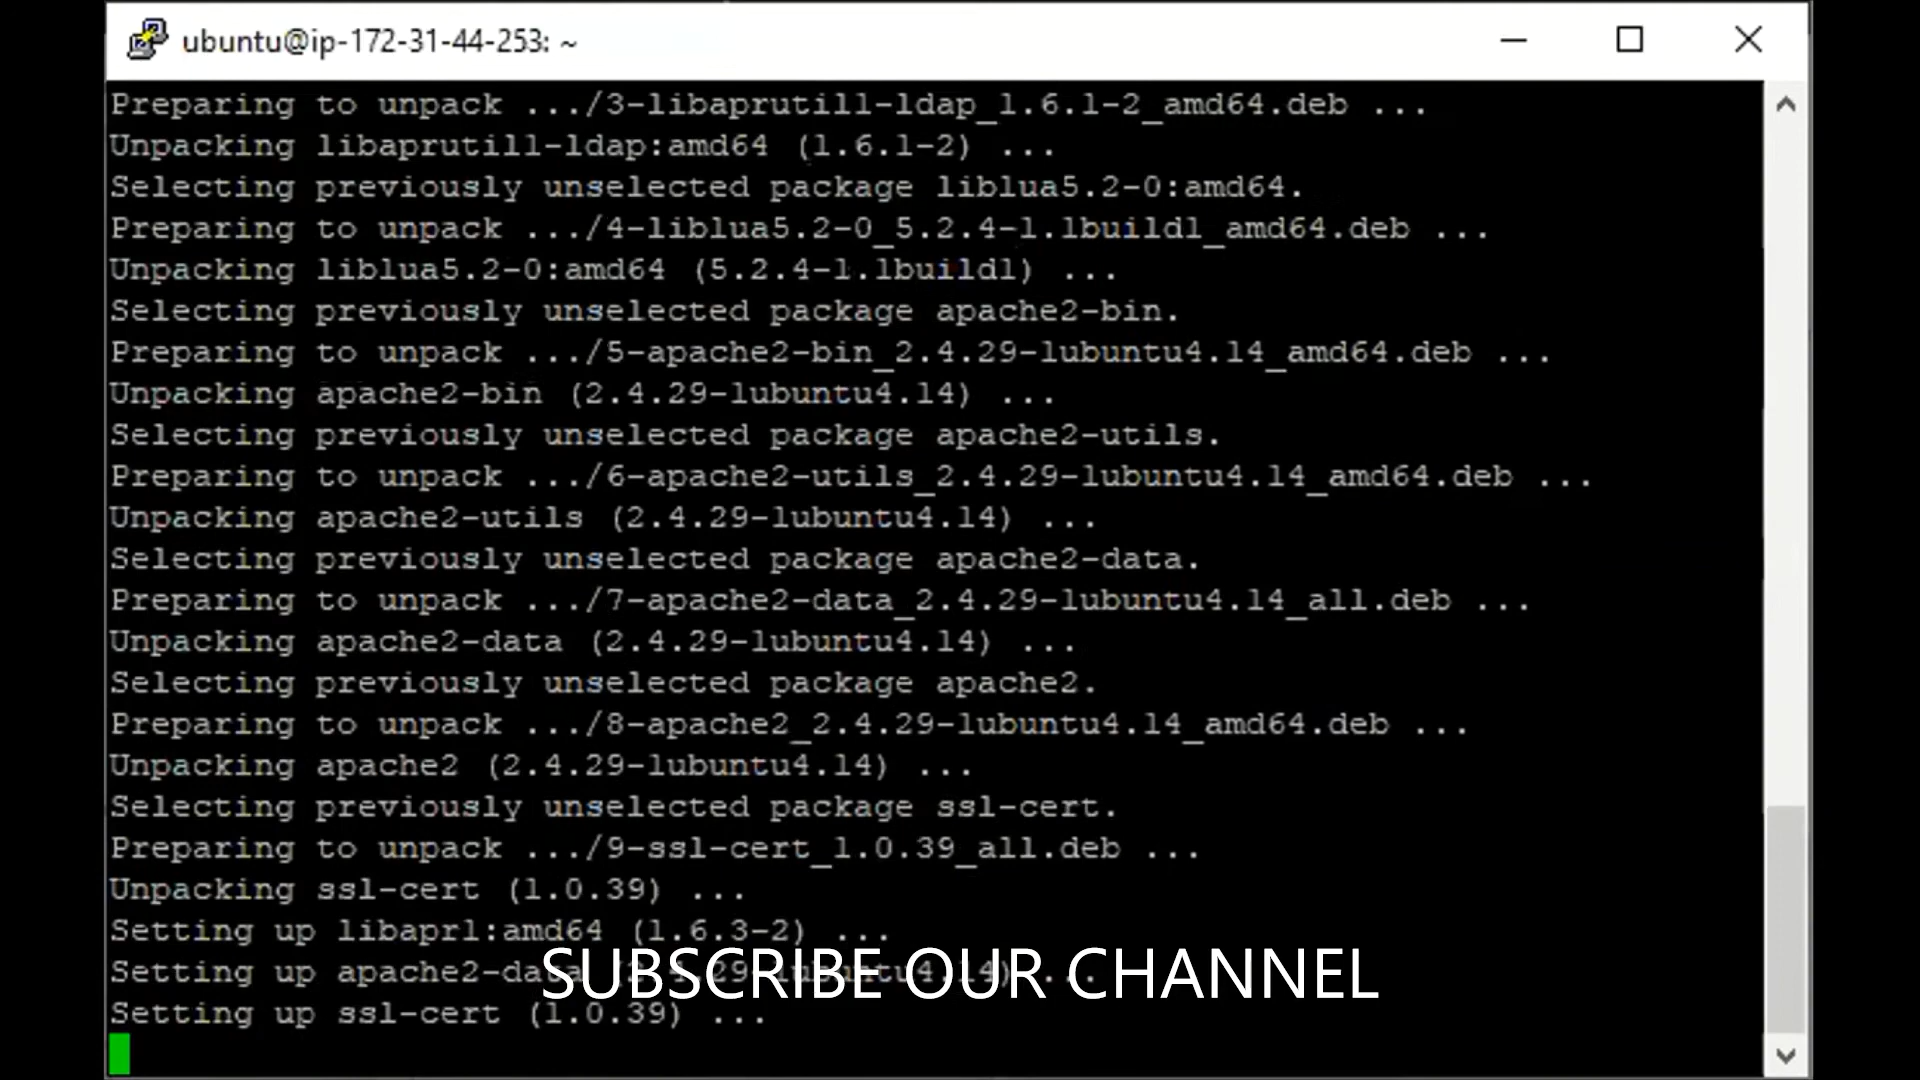 ubuntu@ip-172-31-44-253: ~
Preparing to unpack .../3-libaprutil1-ldap_1.6.1-2_amd64.deb ...
Unpacking libaprutil1-ldap:amd64 (1.6.1-2) ...
Selecting previously unselected package liblua5.2-0:amd64.
Preparing to unpack .../4-liblua5.2-0_5.2.4-1.1build1_amd64.deb ...
Unpacking liblua5.2-0:amd64 (5.2.4-1.1build1) ...
Selecting previously unselected package apache2-bin.
Preparing to unpack .../5-apache2-bin_2.4.29-1ubuntu4.14_amd64.deb ...
Unpacking apache2-bin (2.4.29-1ubuntu4.14) ...
Selecting previously unselected package apache2-utils.
Preparing to unpack .../6-apache2-utils_2.4.29-1ubuntu4.14_amd64.deb ...
Unpacking apache2-utils (2.4.29-1ubuntu4.14) ...
Selecting previously unselected package apache2-data.
Preparing to unpack .../7-apache2-data_2.4.29-1ubuntu4.14_all.deb ...
Unpacking apache2-data (2.4.29-1ubuntu4.14) ...
Selecting previously unselected package apache2.
Preparing to unpack .../8-apache2_2.4.29-1ubuntu4.14_amd64.deb ...
Unpacking apache2 (2.4.29-1ubuntu4.14) ...
Selecting previously unselected package ssl-cert.
Preparing to unpack .../9-ssl-cert_1.0.39_all.deb ...
Unpacking ssl-cert (1.0.39) ...
Setting up libapr1:amd64 (1.6.3-2) ...
Setting up apache2-data (2.4.29-1ubuntu4.14) ...
SUBSCRIBE OUR CHANNEL
Setting up ssl-cert (1.0.39) ...